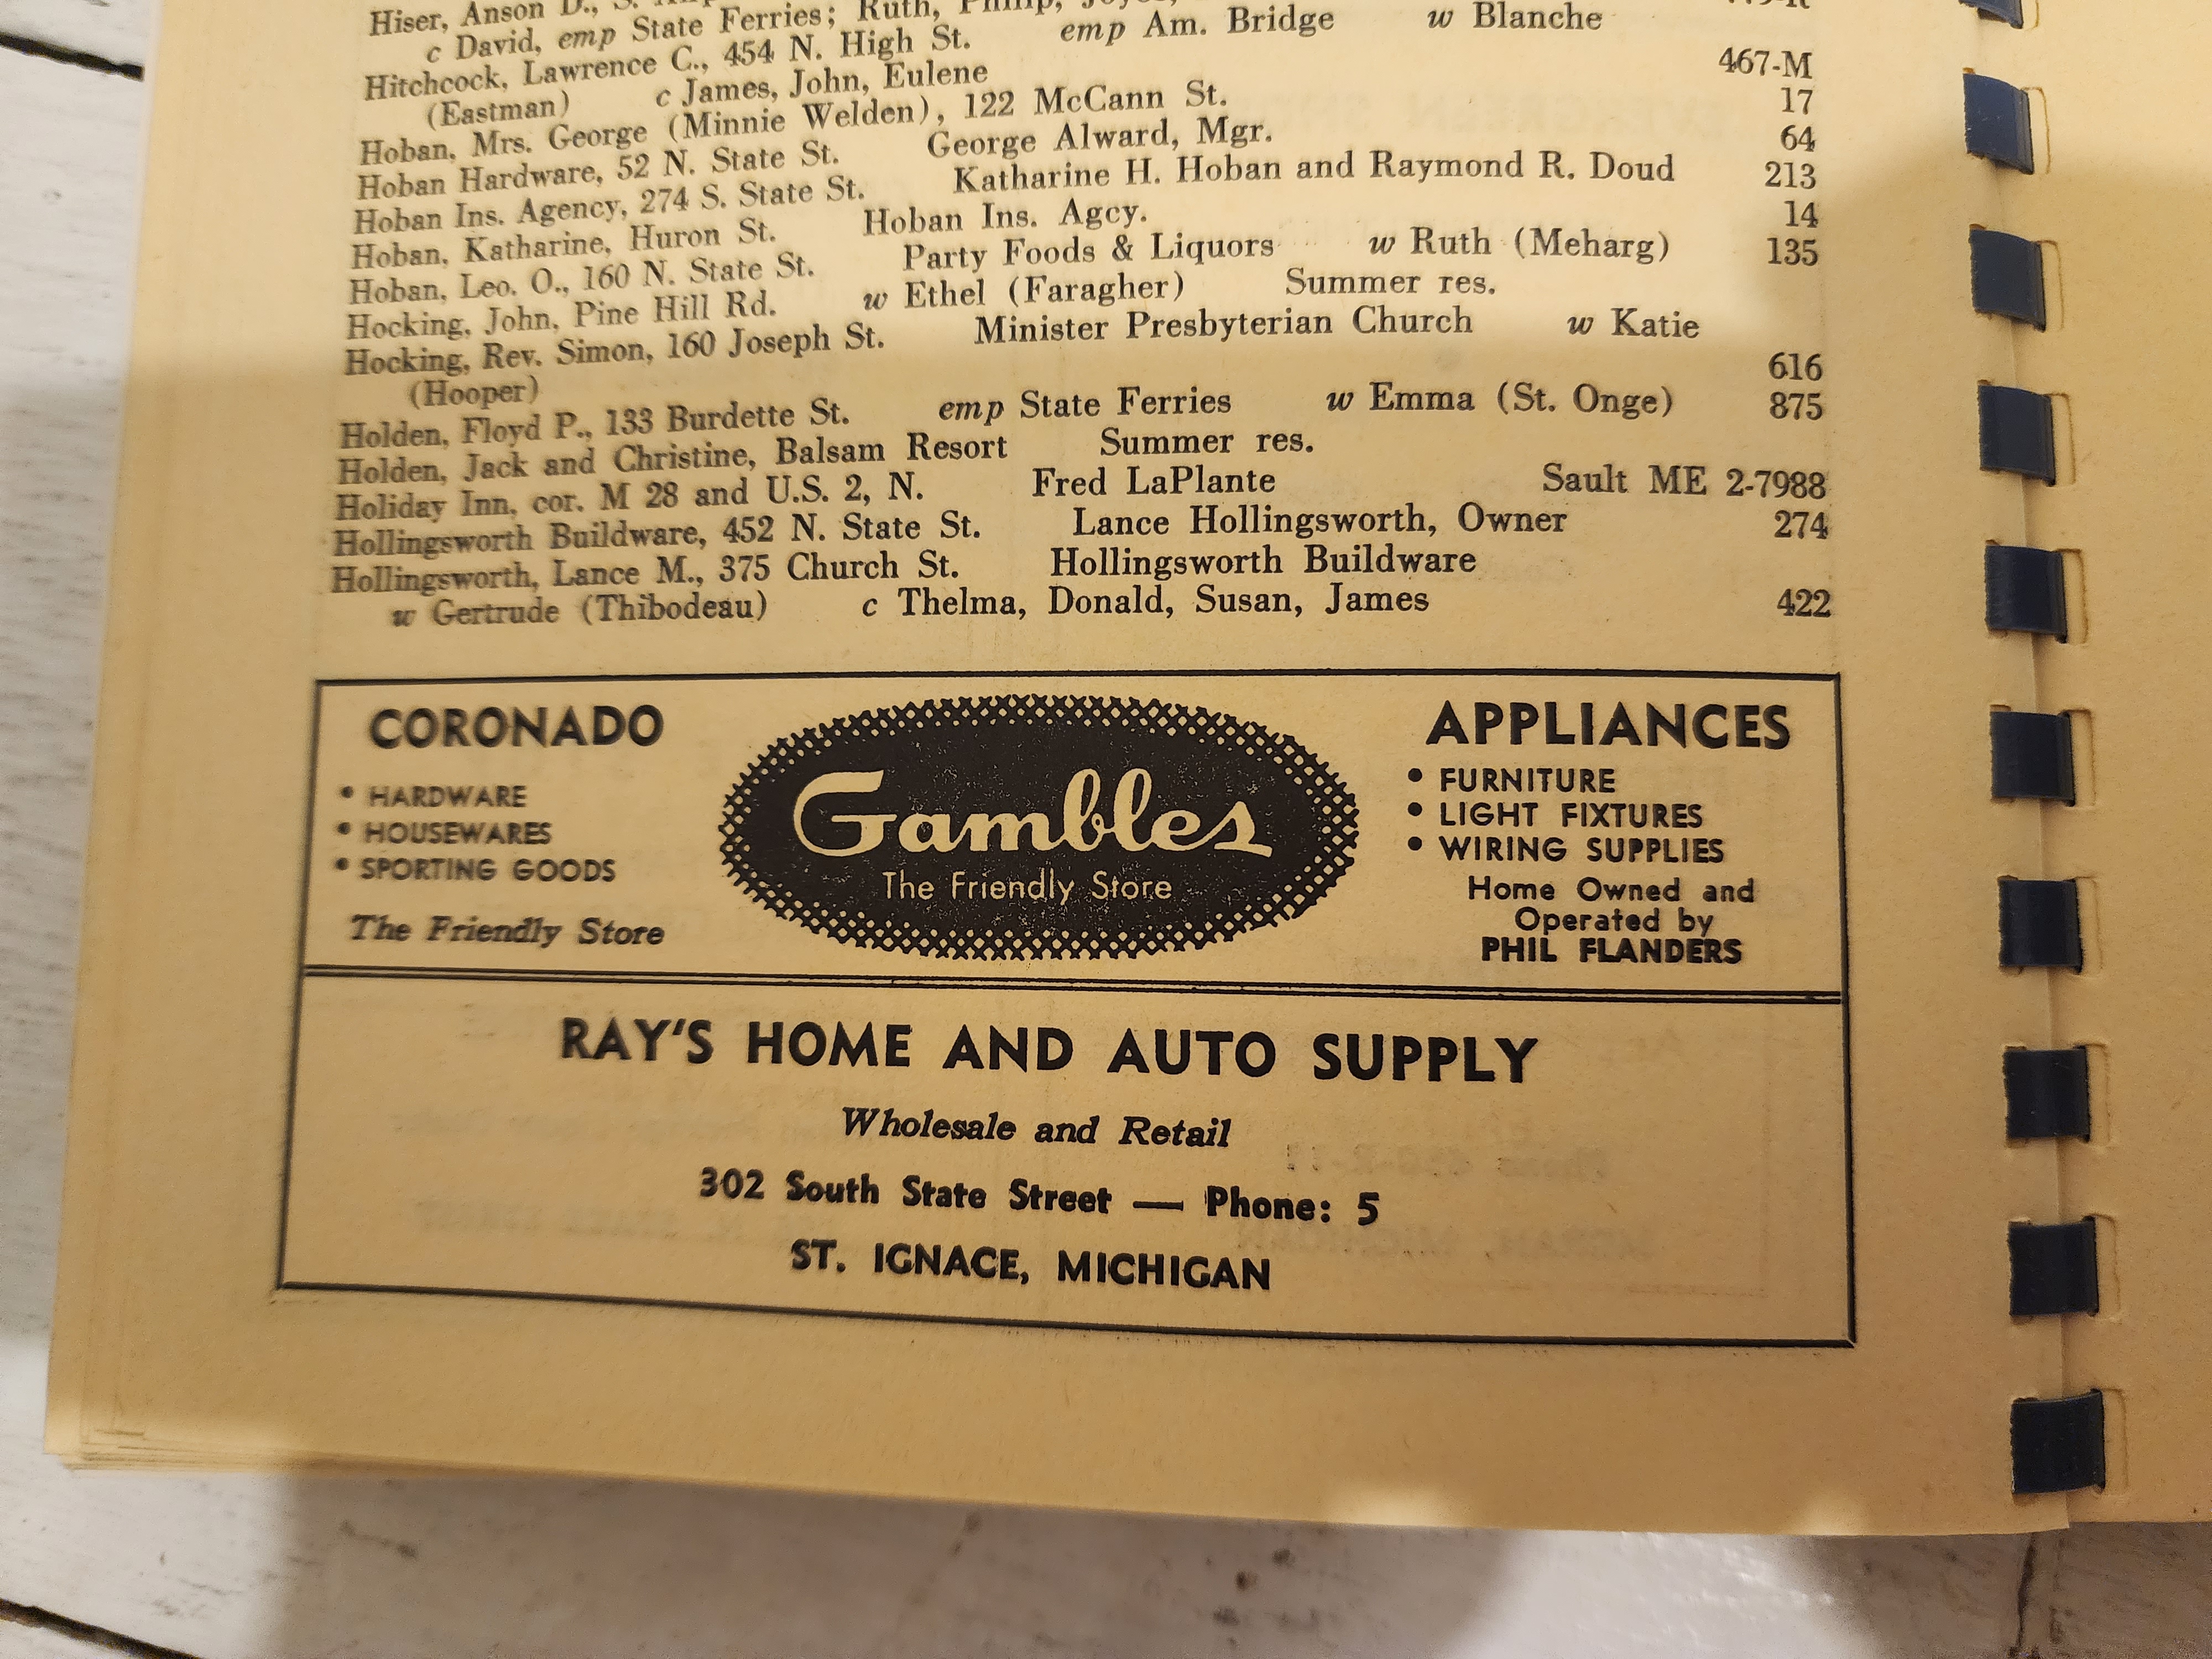 Hiser, Anson D., S.
c David, emp State Ferries; Ruth, Philip,
Hitchcock, Lawrence C., 454 N. High St. emp Am. Bridge w Blanche
(Eastman) c James, John, Eulene 467-M
Hoban, Mrs. George (Minnie Welden), 122 McCann St. 17
Hoban Hardware, 52 N. State St. George Alward, Mgr. 64
Hoban Ins. Agency, 274 S. State St. Katharine H. Hoban and Raymond R. Doud 213
Hoban, Katharine, Huron St. Hoban Ins. Agcy. 14
Hoban, Leo. O., 160 N. State St. Party Foods & Liquors w Ruth (Meharg) 135
Hocking, John, Pine Hill Rd. w Ethel (Faragher) Summer res.
Hocking, Rev. Simon, 160 Joseph St. Minister Presbyterian Church w Katie
(Hooper) 616
Holden, Floyd P., 133 Burdette St. emp State Ferries w Emma (St. Onge) 875
Holden, Jack and Christine, Balsam Resort Summer res.
Holiday Inn, cor. M 28 and U.S. 2, N. Fred LaPlante Sault ME 2-7988
Hollingsworth Buildware, 452 N. State St. Lance Hollingsworth, Owner 274
Hollingsworth, Lance M., 375 Church St. Hollingsworth Buildware
w Gertrude (Thibodeau) c Thelma, Donald, Susan, James 422
CORONADO
• HARDWARE
• HOUSEWARES
• SPORTING GOODS
The Friendly Store
Gambles
The Friendly Store
APPLIANCES
• FURNITURE
• LIGHT FIXTURES
• WIRING SUPPLIES
Home Owned and
Operated by
PHIL FLANDERS
RAY'S HOME AND AUTO SUPPLY
Wholesale and Retail
302 South State Street — Phone: 5
ST. IGNACE, MICHIGAN